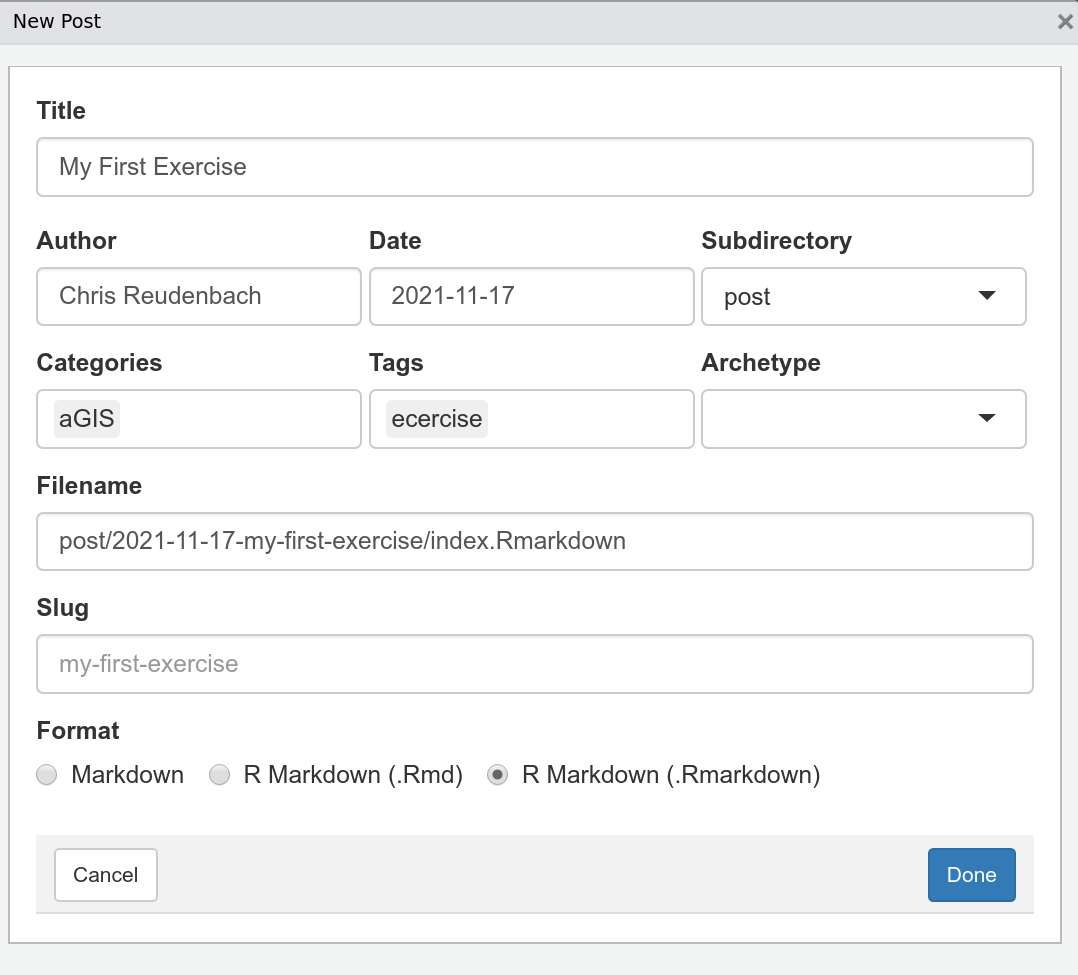 New Post
Title
My First Exercise
Author Date Subdirectory
Chris Reudenbach 2021-11-17 post
Categories Tags Archetype
aGIS ecercise
Filename
post/2021-11-17-my-first-exercise/index.Rmarkdown
Slug
my-first-exercise
Format
Markdown R Markdown (.Rmd) R Markdown (.Rmarkdown)
Cancel Done